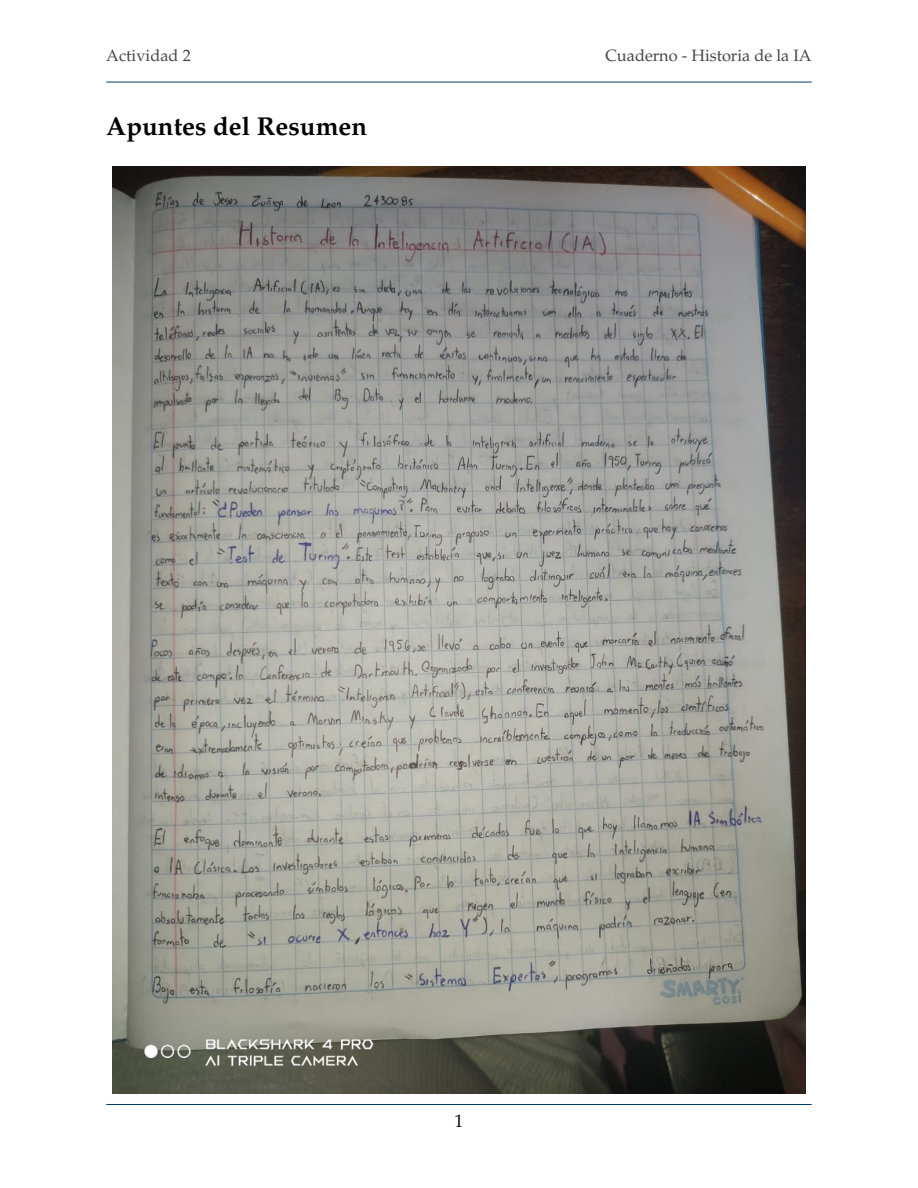 Actividad 2
Cuaderno - Historia de la IA
Apuntes del Resumen
Elías de Jesus Zuñiga de Leon 2430085
Historia de la Inteligencia Artificial (IA)
La Inteligencia Artificial (IA), es sin duda, una de las revoluciones tecnológicas mas impactantes
en la historia de la humanidad. Aunque hoy en día interactuamos con ella a través de nuestros
teléfonos, redes sociales y asistentes de voz, su origen se remonta a mediados del siglo XX. El
desarrollo de la IA no ha sido una línea recta de éxitos continuos, sino que ha estado lleno de
altibajos, falsas esperanzas, "inviernos" sin financiamiento y, finalmente, un renacimiento espectacular
impulsado por la llegada del Big Data y el hardware moderno.
El punto de partida teórico y filosófico de la inteligencia artificial moderna se le atribuye
al brillante matemático y criptógrafo británico Alan Turing. En el año 1950, Turing publicó
un artículo revolucionario titulado "Computing Machinery and Intelligense", donde planteaba una pregunta
fundamental: "¿Pueden pensar las maquinas?". Para evitar debates filosóficos interminables sobre qué
es exactamente la consciencia o el pensamiento, Turing propuso un experimento práctico que hoy conocemos
como el "Test de Turing". Este test establecía que, si un juez humano se comunicaba mediante
texto con una máquina y con otro humano, y no lograba distinguir cuál era la máquina, entonces
se podía considerar que la computadora exhibía un comportamiento inteligente.
Pocos años después, en el verano de 1956, se llevó a cabo un evento que marcaría el nacimiento oficial
de este campo: la Conferencia de Dartmouth. Organizado por el investigador John McCarthy (quien acuñó
por primera vez el término "Inteligencia Artificial"), esta conferencia reunió a las mentes más brillantes
de la época, incluyendo a Marvin Minsky y Claude Shannon. En aquel momento, los científicos
eran extremadamente optimistas; creían que problemas increíblemente complejos, como la traducción automática
de idiomas o la visión por computadora, podrían resolverse en cuestión de un par de meses de trabajo
intenso durante el verano.
El enfoque dominante durante estas primeras décadas fue lo que hoy llamamos IA Simbólica
o IA Clásica. Los investigadores estaban convencidos de que la Inteligencia humana
funcionaba procesando símbolos lógicos. Por lo tanto, creían que si lograban escribir
absolutamente todas las reglas lógicas que rigen el mundo físico y el lenguaje (en
formato de "si ocurre X, entonces haz Y"), la máquina podría razonar.
Bajo esta filosofía nacieron los "Sistemas Expertos", programas diseñados para
SMARTY
cosi
BLACKSHARK 4 PRO
AI TRIPLE CAMERA
1